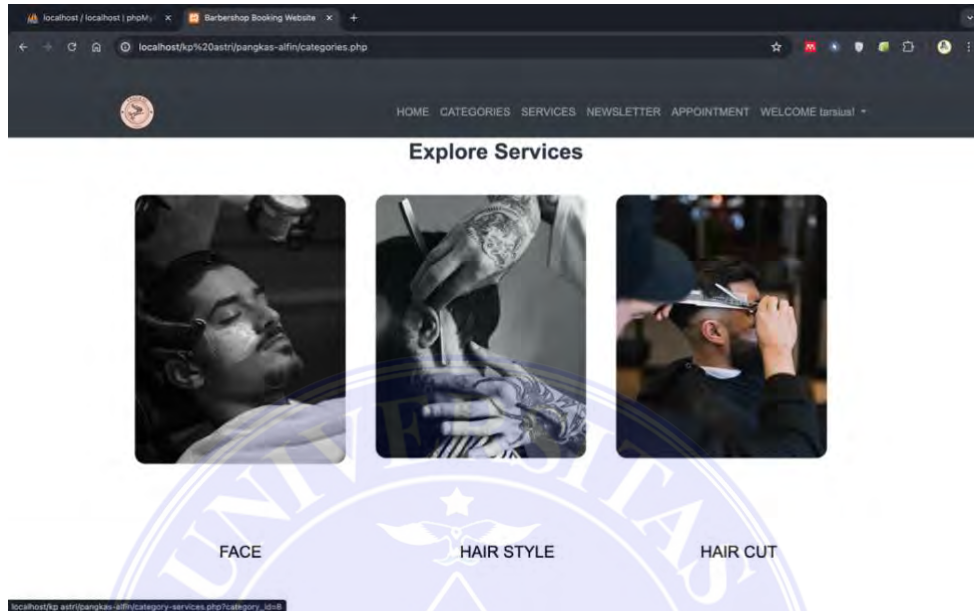 localhost / localhost | phpMy
Barbershop Booking Website
localhost/kp%20astri/pangkas-alfin/categories.php
HOME CATEGORIES SERVICES NEWSLETTER APPOINTMENT WELCOME tarsius!
Explore Services
FACE
HAIR STYLE
HAIR CUT
localhost/kp astri/pangkas-alfin/category-services.php?category_id=8
UNIVERSITAS